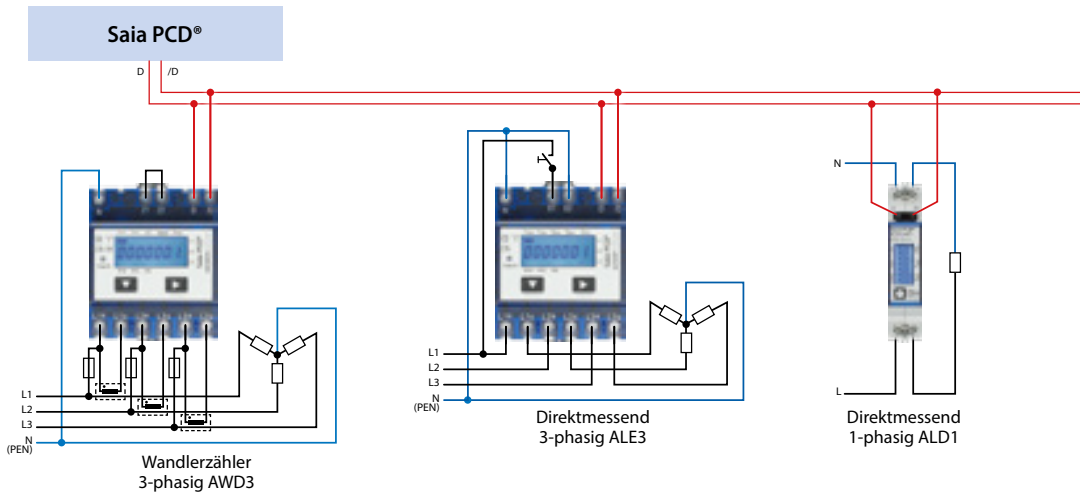 Saia PCD®
D /D
N
L1
L2
L3
N
(PEN)
Wandlerzähler
3-phasig AWD3
L1
L2
L3
N
(PEN)
Direktmessend
3-phasig ALE3
L
Direktmessend
1-phasig ALD1